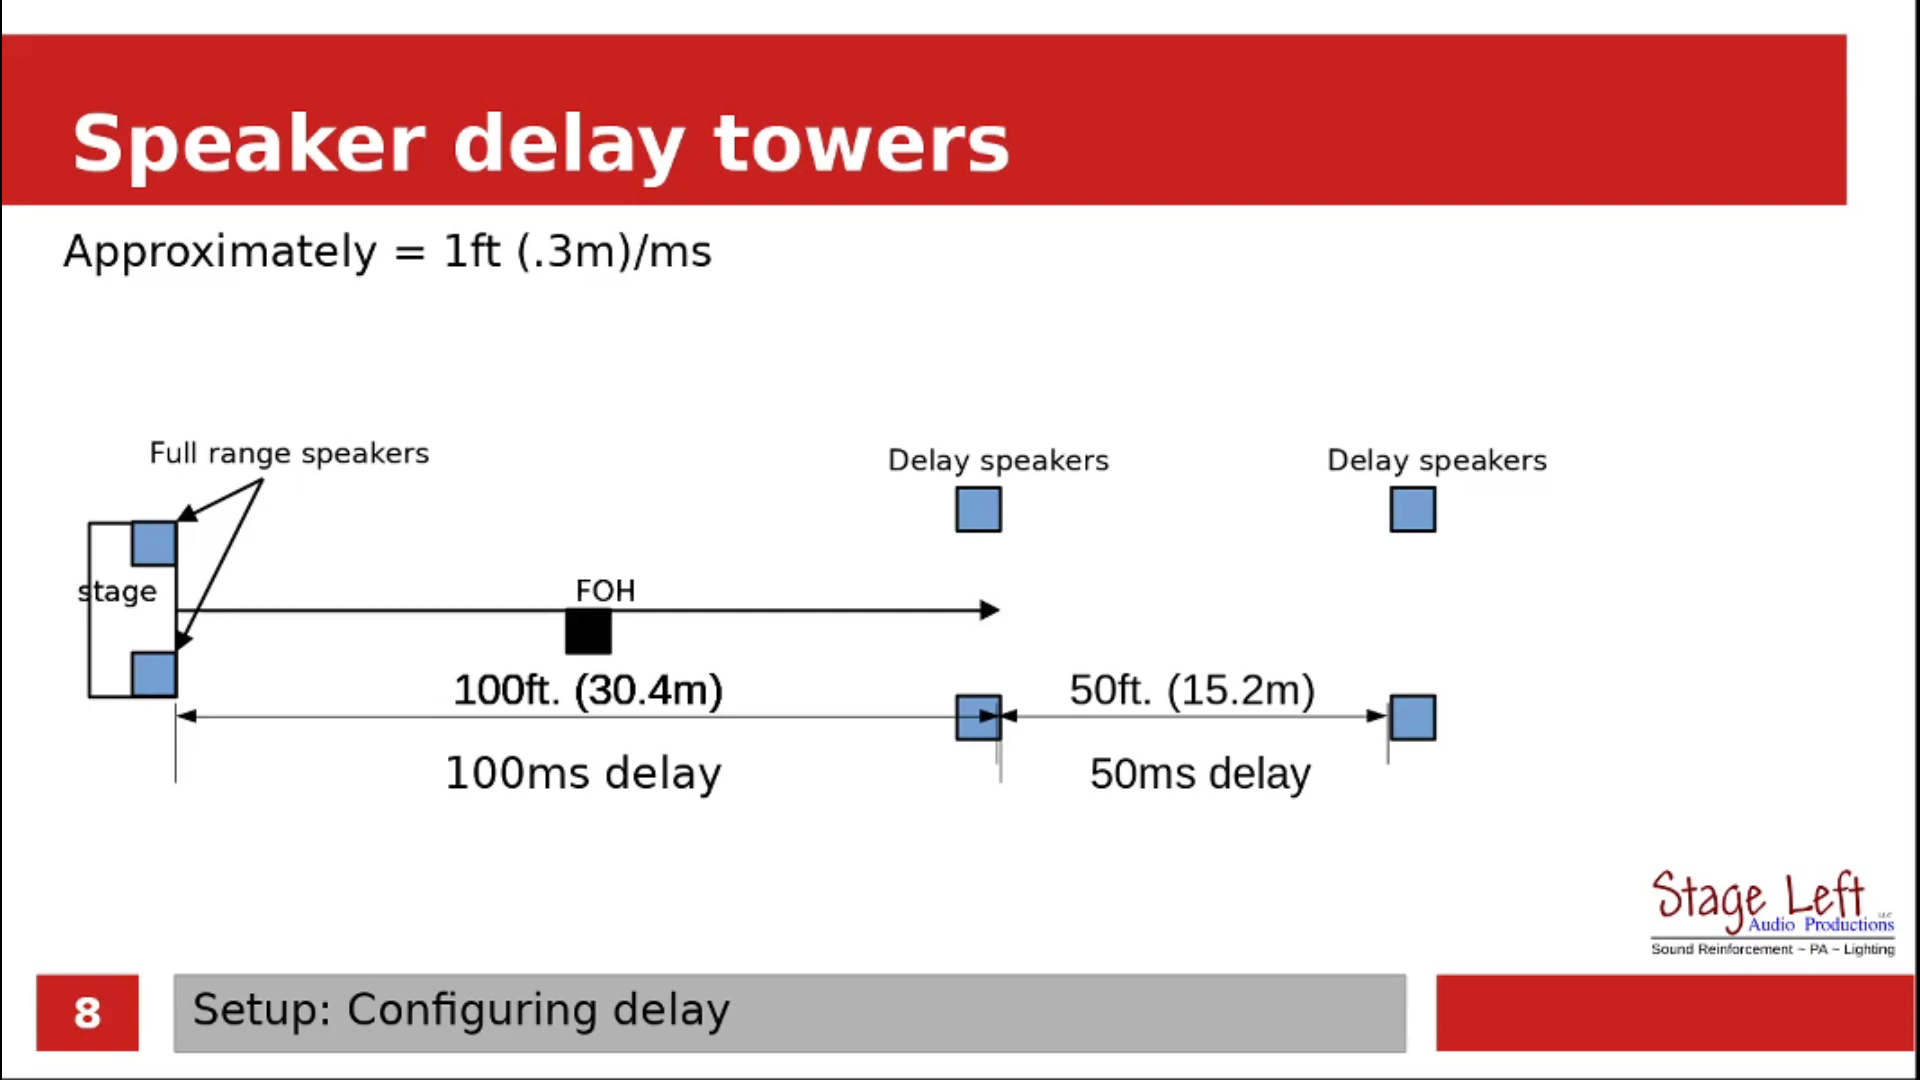 Speaker delay towers
Approximately = 1ft (.3m)/ms
Full range speakers
Delay speakers
Delay speakers
stage
FOH
100ft. (30.4m)
50ft. (15.2m)
100ms delay
50ms delay
Stage Left
LLC
Audio Productions
Sound Reinforcement ~ PA ~ Lighting
8
Setup: Configuring delay